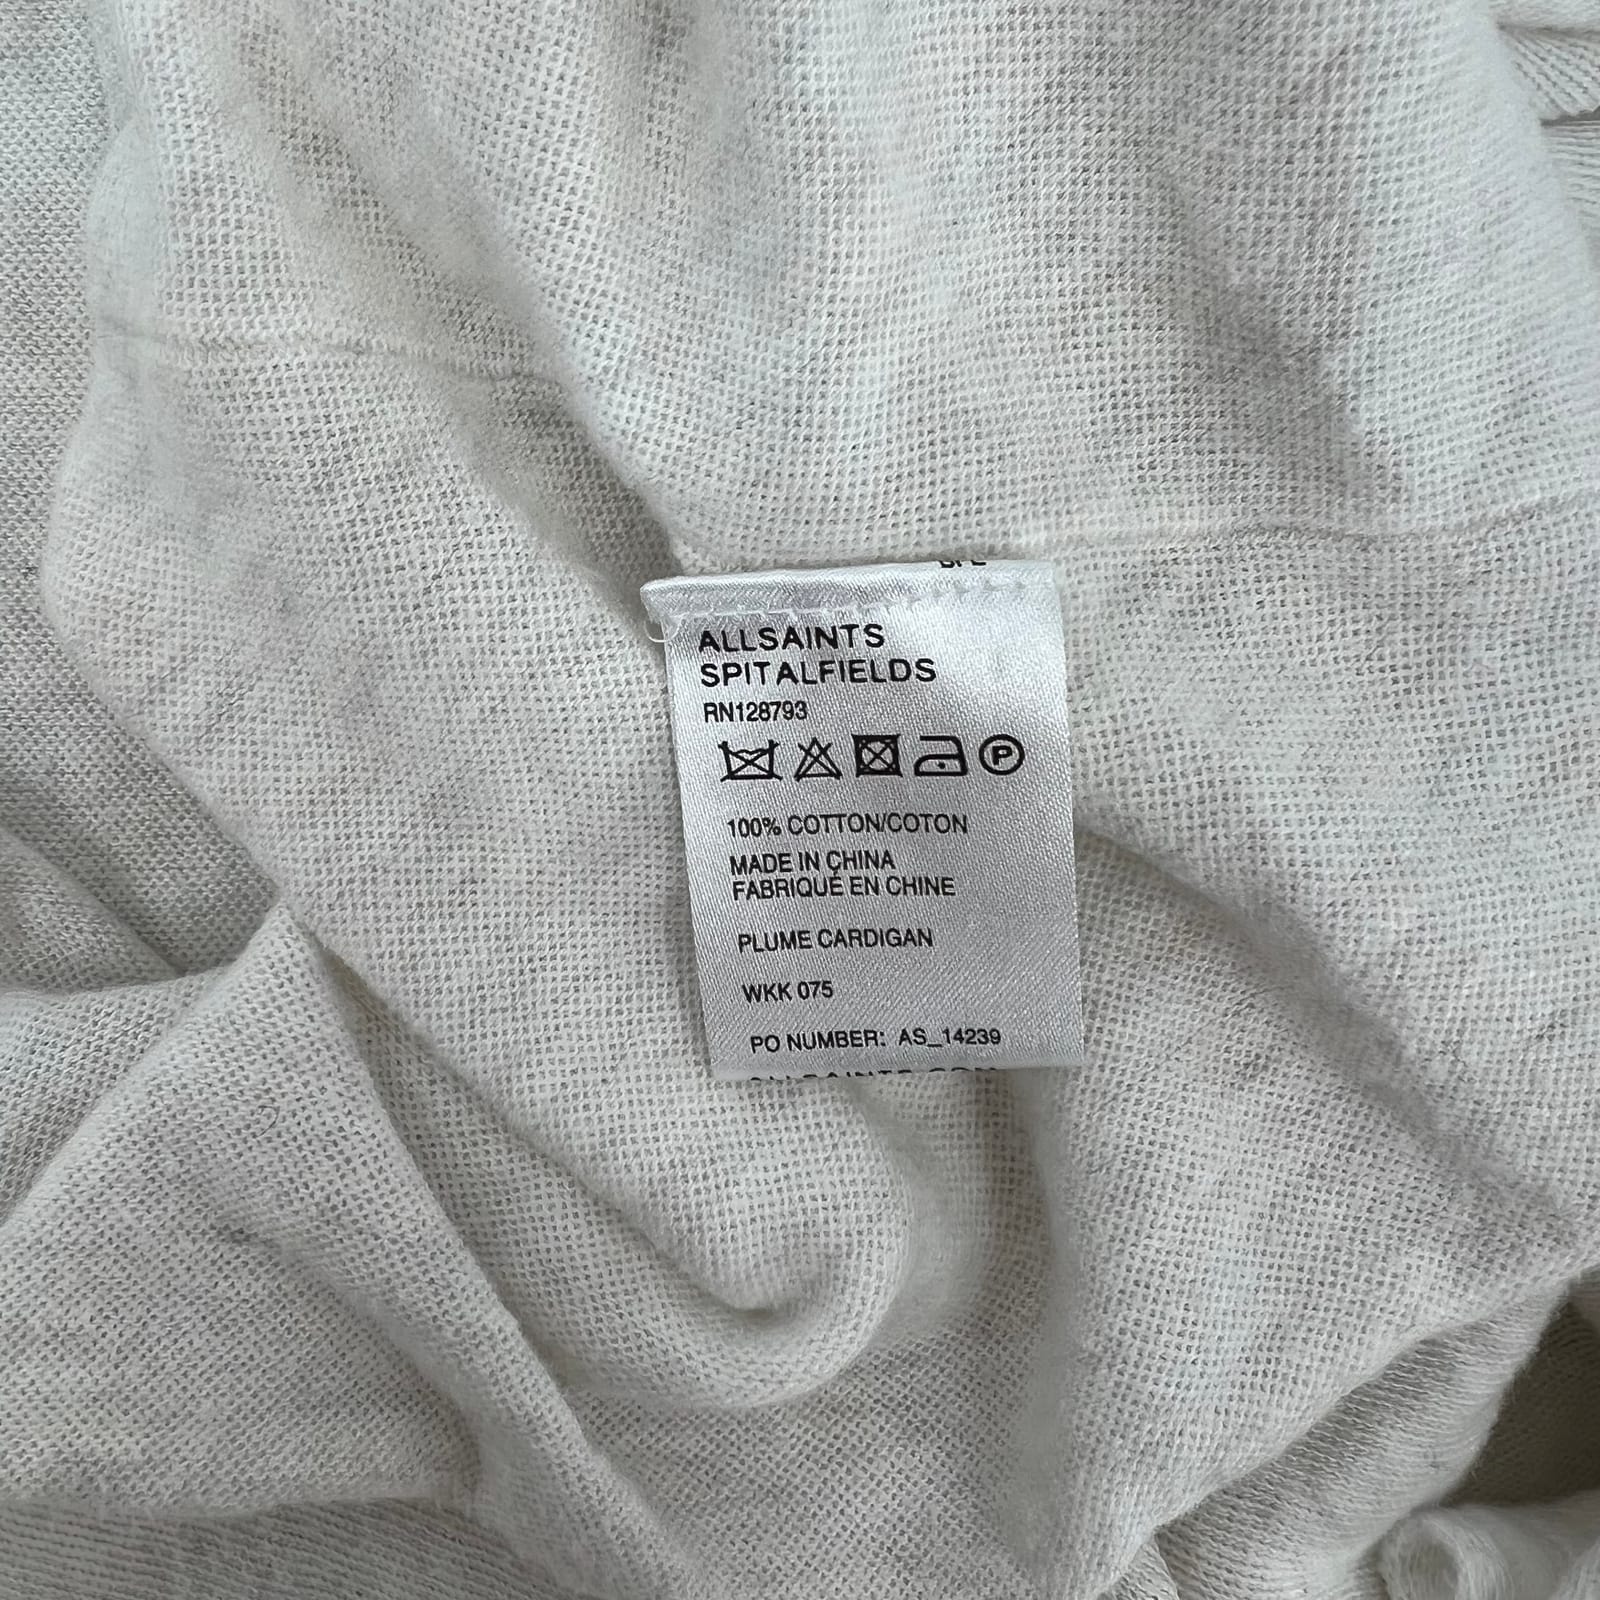 ALLSAINTS
SPITALFIELDS
RN128793
P
100% COTTON/COTON
MADE IN CHINA
FABRIQUÉ EN CHINE
PLUME CARDIGAN
WKK 075
PO NUMBER: AS_14239